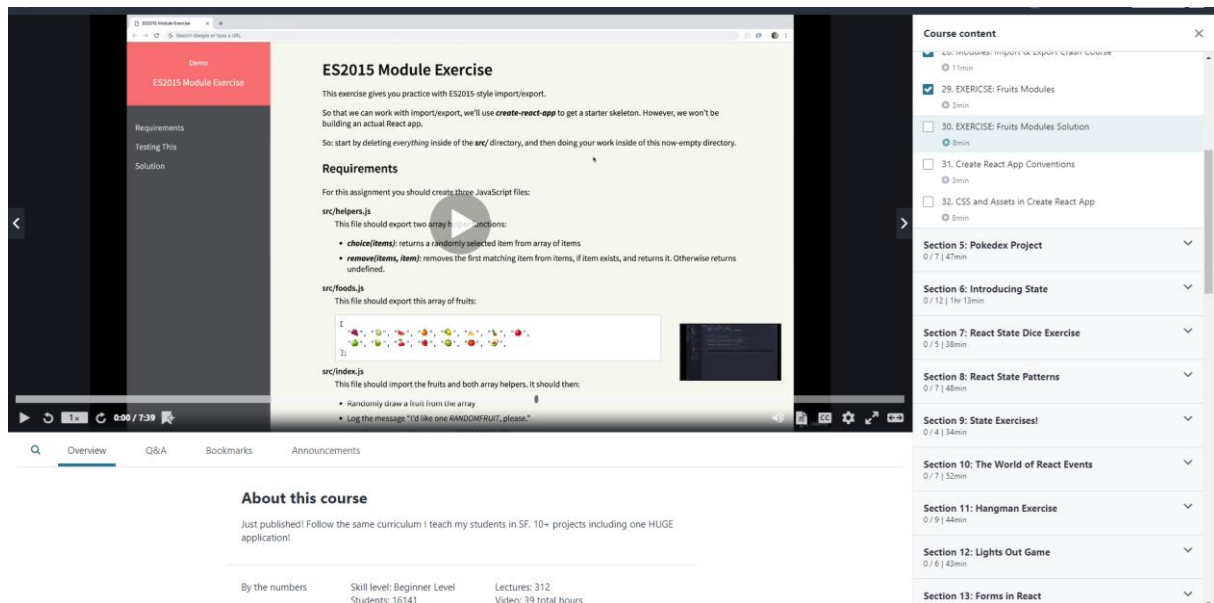 ES2015 Module Exercise
Search Google or type a URL
Demo
ES2015 Module Exercise
Requirements
Testing This
Solution
ES2015 Module Exercise
This exercise gives you practice with ES2015-style import/export.
So that we can work with import/export, we'll use create-react-app to get a starter skeleton. However, we won't be
building an actual React app.
So: start by deleting everything inside of the src/ directory, and then doing your work inside of this now-empty directory.
Requirements
For this assignment you should create three JavaScript files:
src/helpers.js
This file should export two array helper functions:
• choice(items): returns a randomly selected item from array of items
• remove(items, item): removes the first matching item from items, if item exists, and returns it. Otherwise returns
undefined.
src/foods.js
This file should export this array of fruits:
[
];
src/index.js
This file should import the fruits and both array helpers. It should then:
• Randomly draw a fruit from the array
• Log the message "I'd like one RANDOMFRUIT, please."
1x
0:00 / 7:39
CC
Overview
Q&A
Bookmarks
Announcements
About this course
Just published! Follow the same curriculum I teach my students in SF. 10+ projects including one HUGE
application!
By the numbers
Skill level: Beginner Level
Students: 16141
Lectures: 312
Video: 39 total hours
Course content
28. Modules: Import & Export Crash Course
11min
29. EXERICSE: Fruits Modules
3min
30. EXERCISE: Fruits Modules Solution
8min
31. Create React App Conventions
3min
32. CSS and Assets in Create React App
8min
Section 5: Pokedex Project
0 / 7 | 47min
Section 6: Introducing State
0 / 12 | 1hr 13min
Section 7: React State Dice Exercise
0 / 5 | 38min
Section 8: React State Patterns
0 / 7 | 48min
Section 9: State Exercises!
0 / 4 | 34min
Section 10: The World of React Events
0 / 7 | 52min
Section 11: Hangman Exercise
0 / 9 | 44min
Section 12: Lights Out Game
0 / 6 | 43min
Section 13: Forms in React